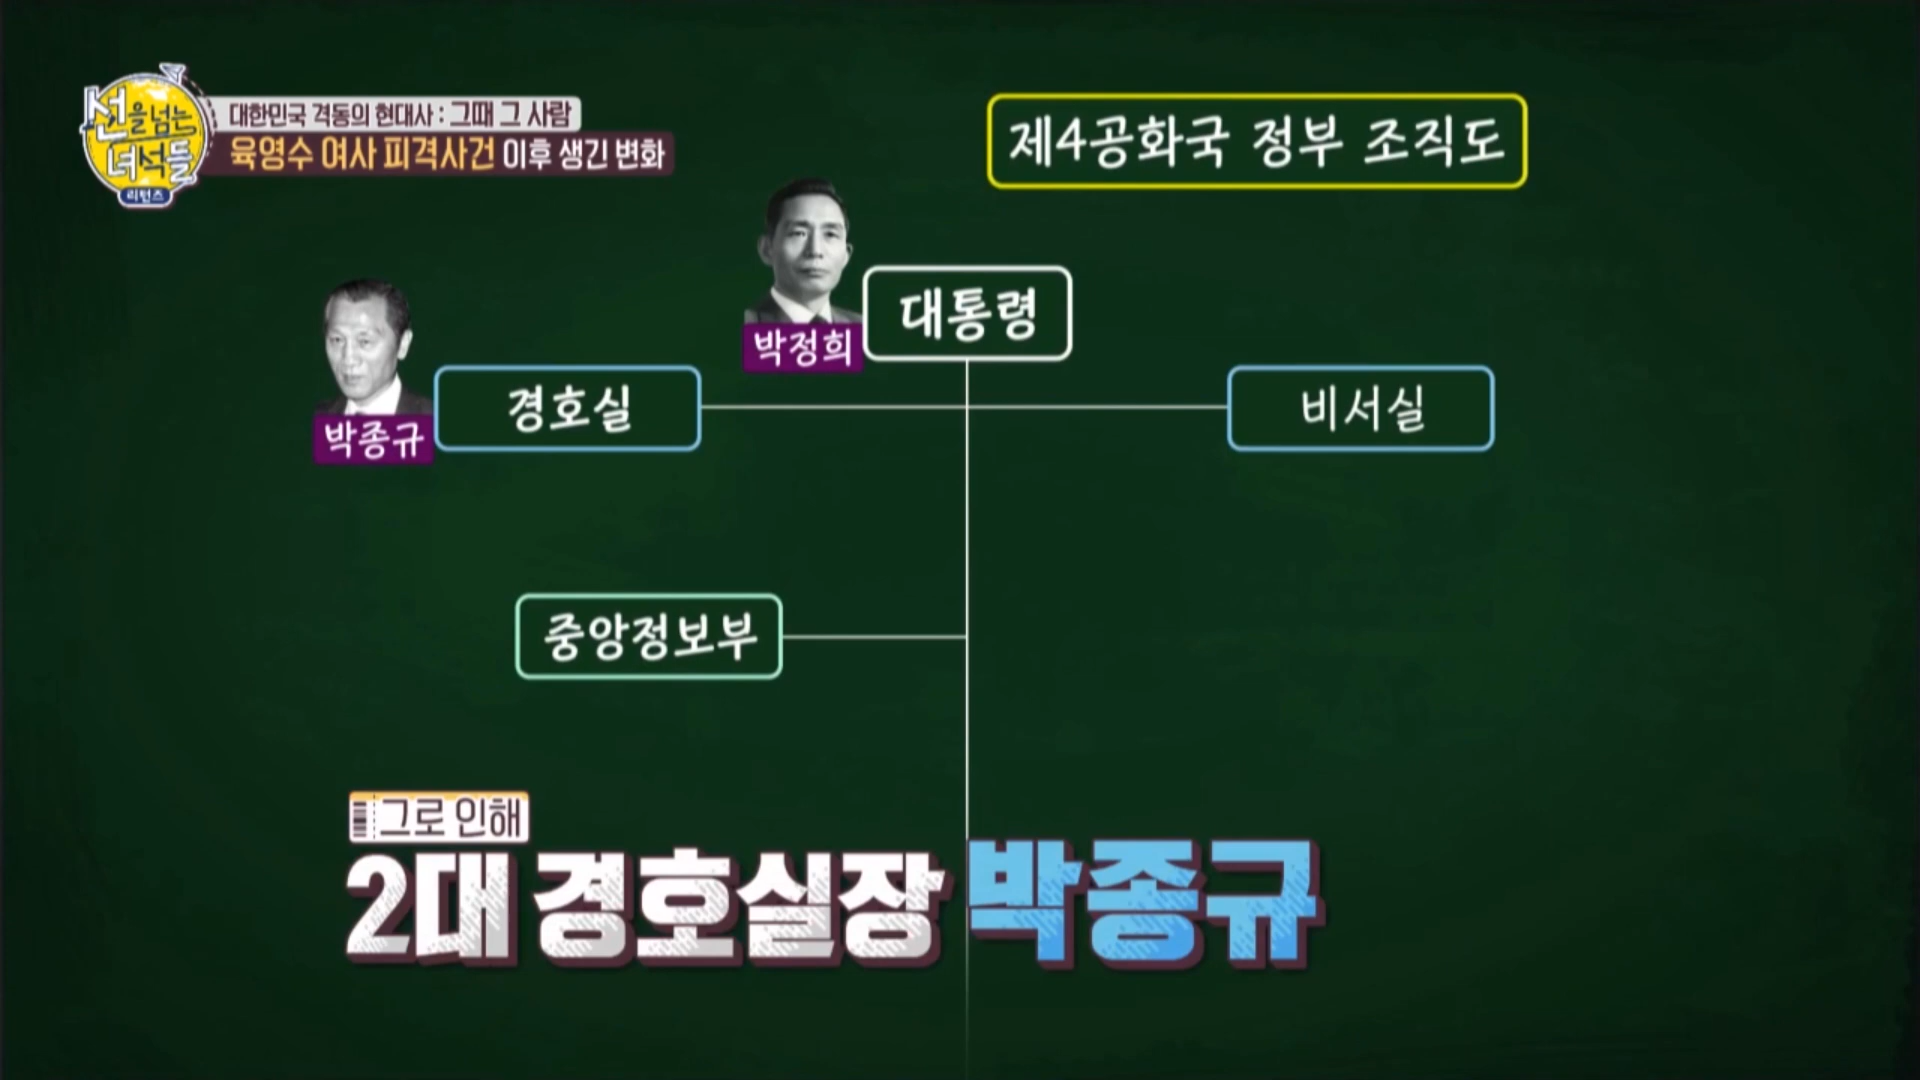 선을 넘는
녀석들
리턴즈
대한민국 격동의 현대사 : 그때 그 사람
육영수 여사 피격사건 이후 생긴 변화
제4공화국 정부 조직도
박정희
대통령
박종규
경호실
비서실
중앙정보부
그로 인해
2대 경호실장 박종규